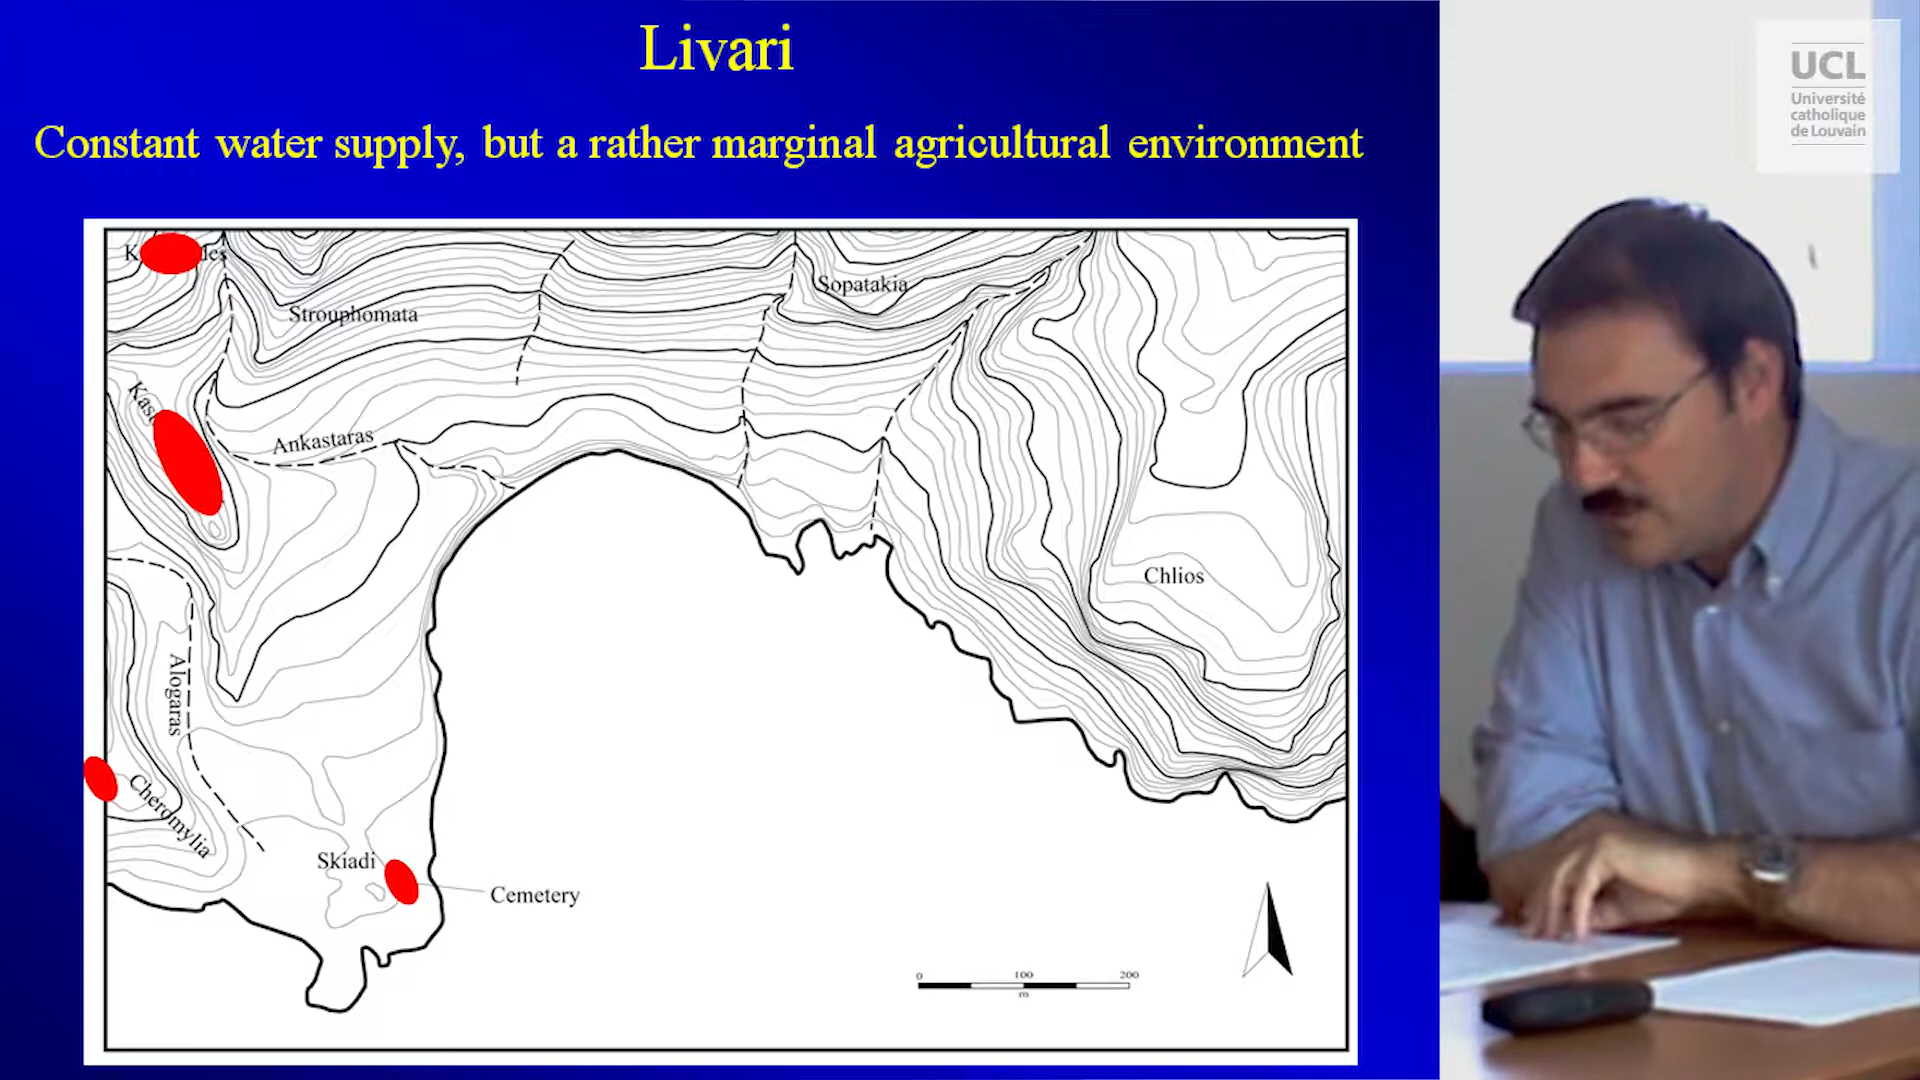 Livari
Constant water supply, but a rather marginal agricultural environment
UCL
Université
catholique
de Louvain
Sopatakia
Strouphomata
Ankastaras
Chlios
Alogaras
Cheromylia
Skiadi
Cemetery
0 100 200
m